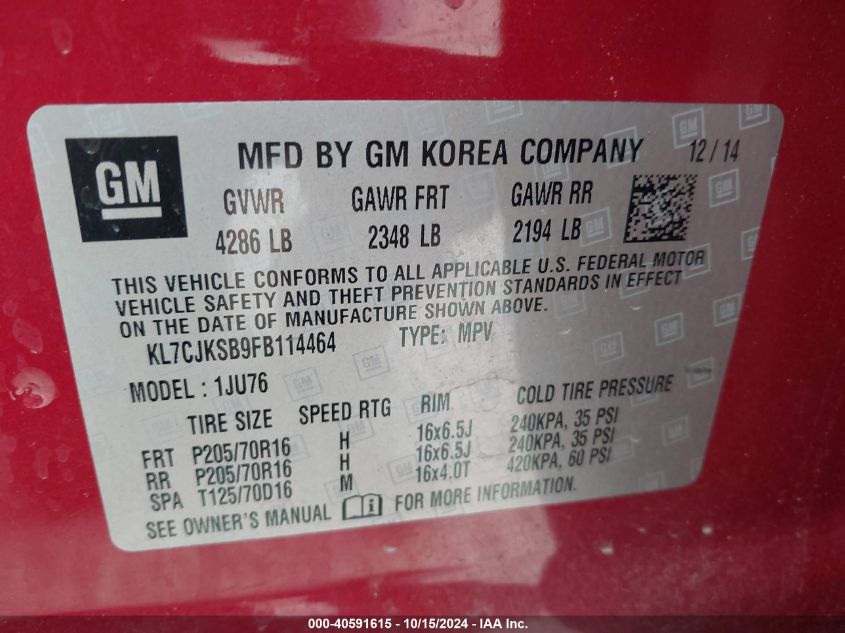 GM
MFD BY GM KOREA COMPANY 12/14
GVWR GAWR FRT GAWR RR
4286 LB 2348 LB 2194 LB
THIS VEHICLE CONFORMS TO ALL APPLICABLE U.S. FEDERAL MOTOR
VEHICLE SAFETY AND THEFT PREVENTION STANDARDS IN EFFECT
ON THE DATE OF MANUFACTURE SHOWN ABOVE.
KL7CJKSB9FB114464 TYPE: MPV
MODEL : 1JU76
TIRE SIZE SPEED RTG RIM COLD TIRE PRESSURE
FRT P205/70R16 H 16x6.5J 240KPA, 35 PSI
RR P205/70R16 H 16x6.5J 240KPA, 35 PSI
SPA T125/70D16 M 16x4.0T 420KPA, 60 PSI
SEE OWNER'S MANUAL FOR MORE INFORMATION.
000-40591615 - 10/15/2024 - IAA Inc.